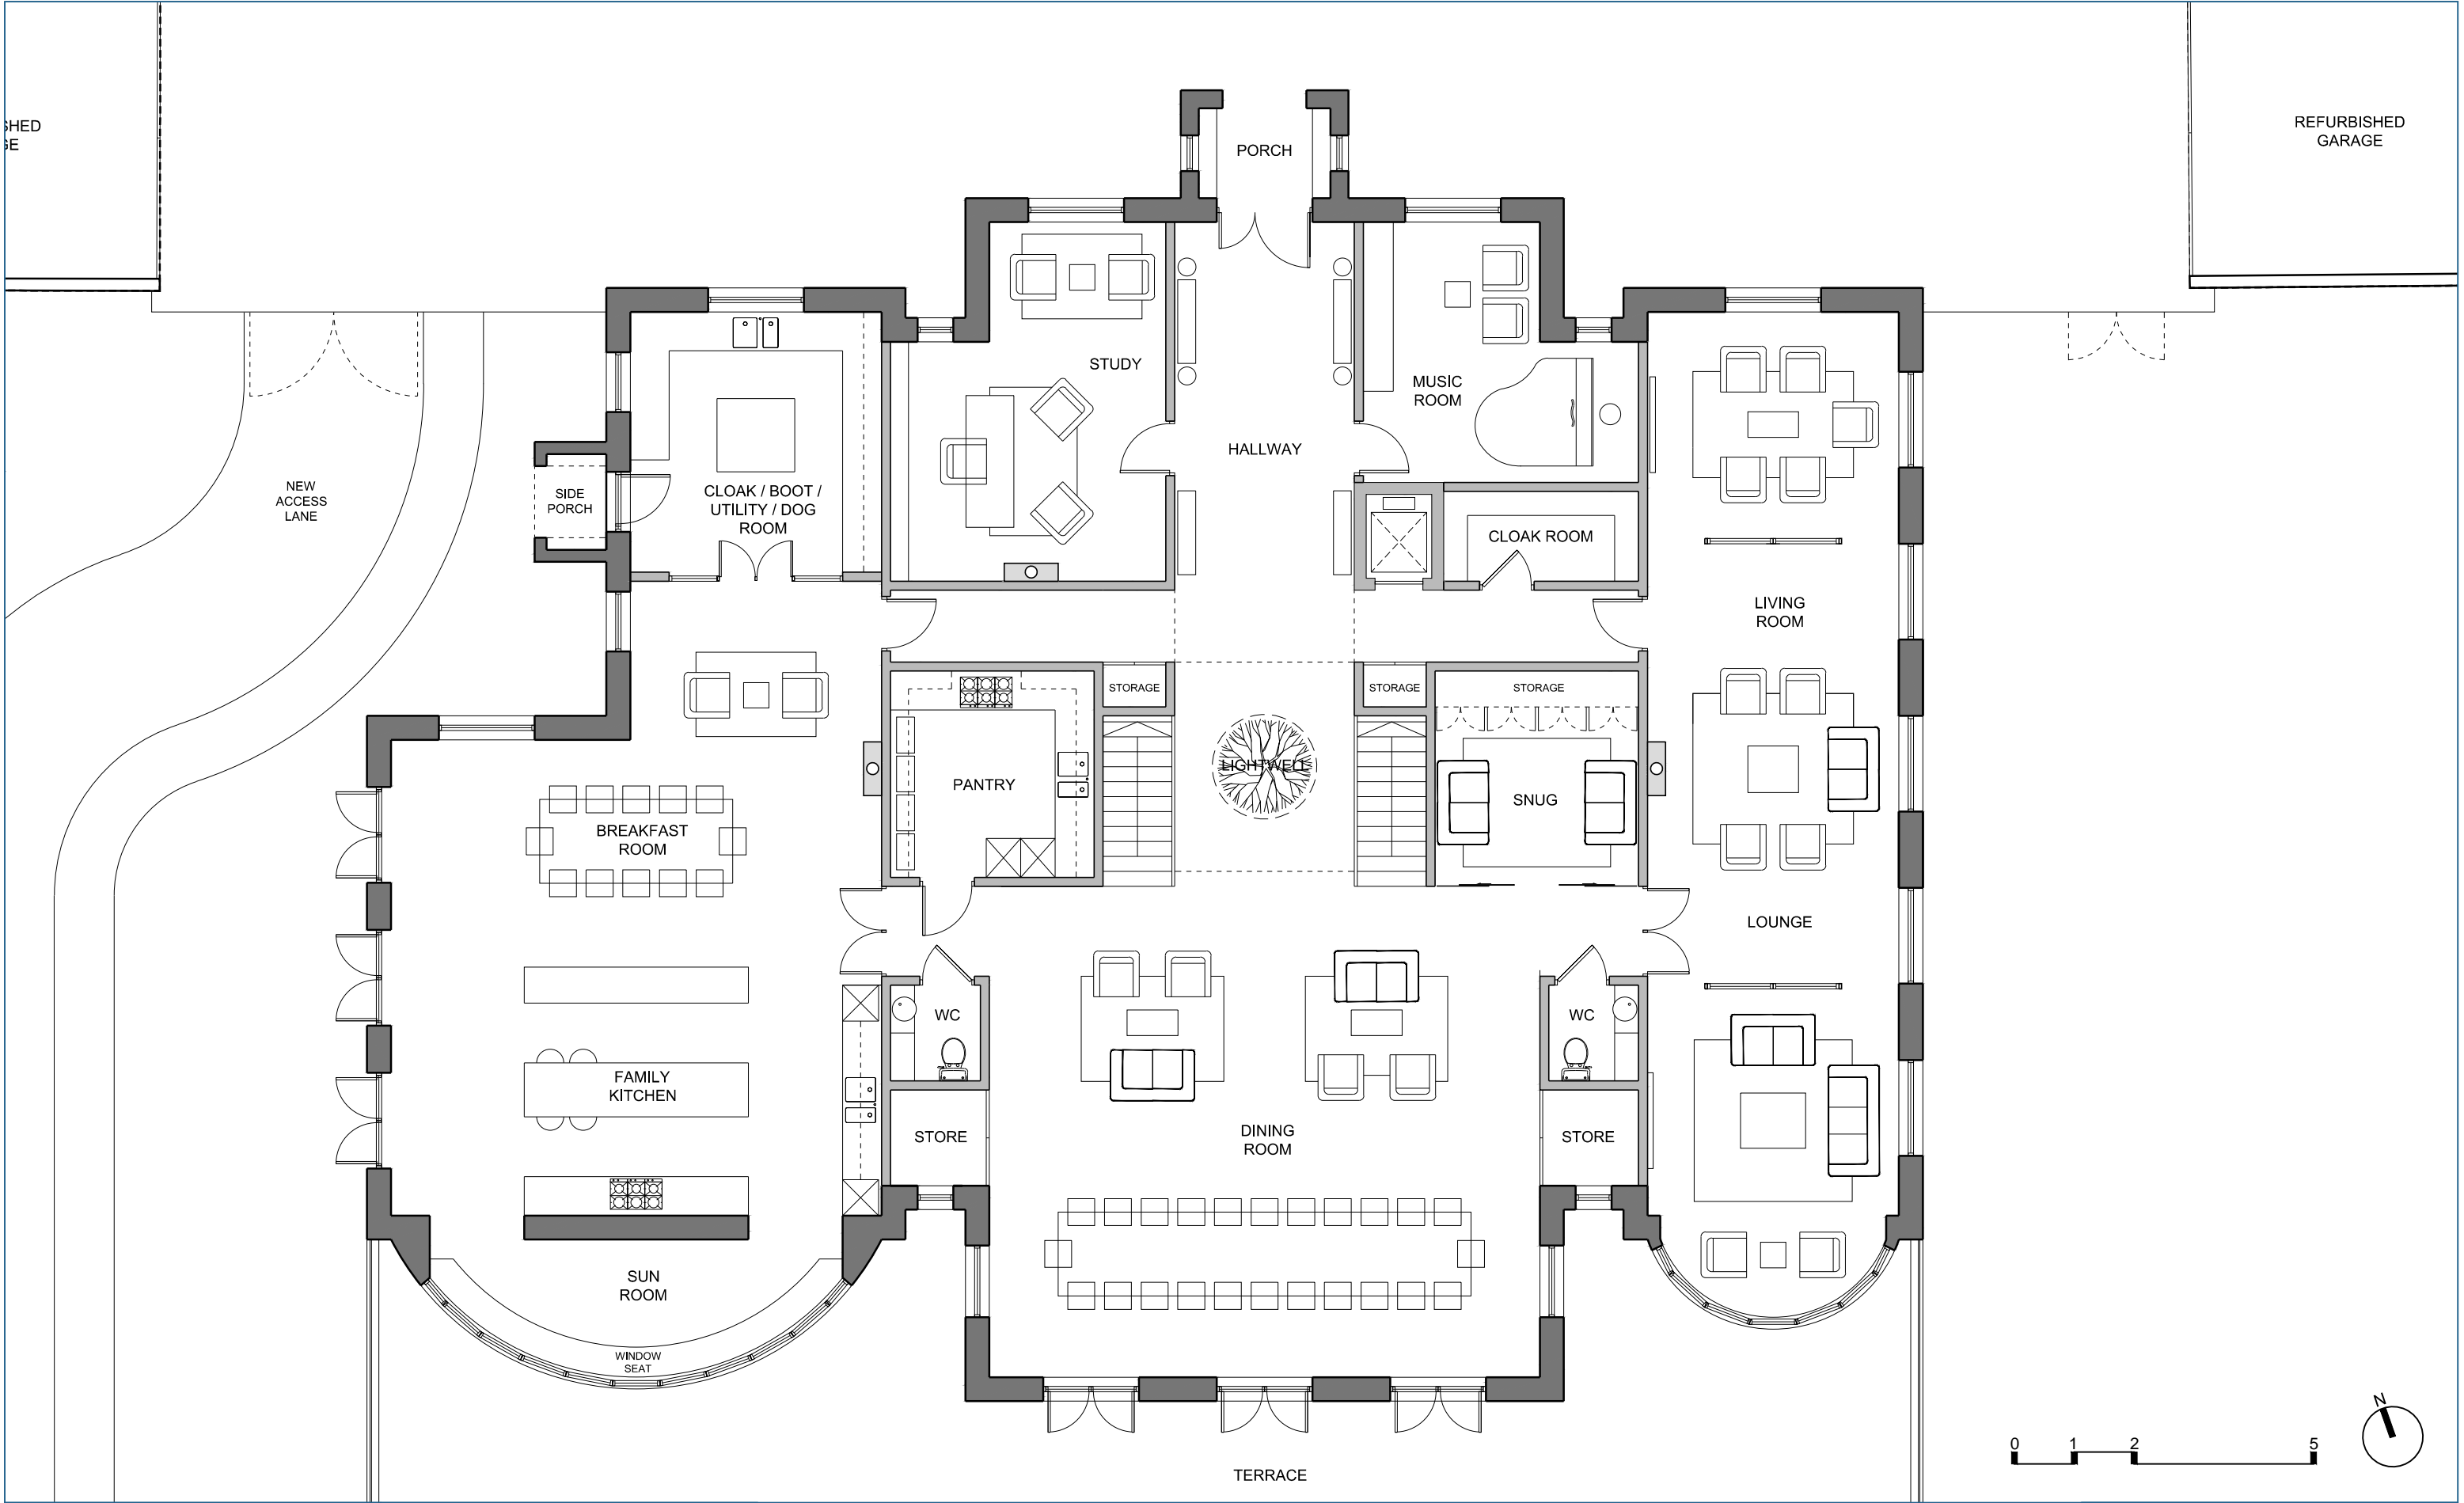 SHED
GE
REFURBISHED
GARAGE
PORCH
STUDY
MUSIC
ROOM
HALLWAY
NEW
ACCESS
LANE
SIDE
PORCH
CLOAK / BOOT /
UTILITY / DOG
ROOM
CLOAK ROOM
LIVING
ROOM
STORAGE
STORAGE
STORAGE
LIGHTWELL
PANTRY
SNUG
BREAKFAST
ROOM
LOUNGE
WC
WC
FAMILY
KITCHEN
STORE
DINING
ROOM
STORE
SUN
ROOM
WINDOW
SEAT
TERRACE
N
0 1 2 5